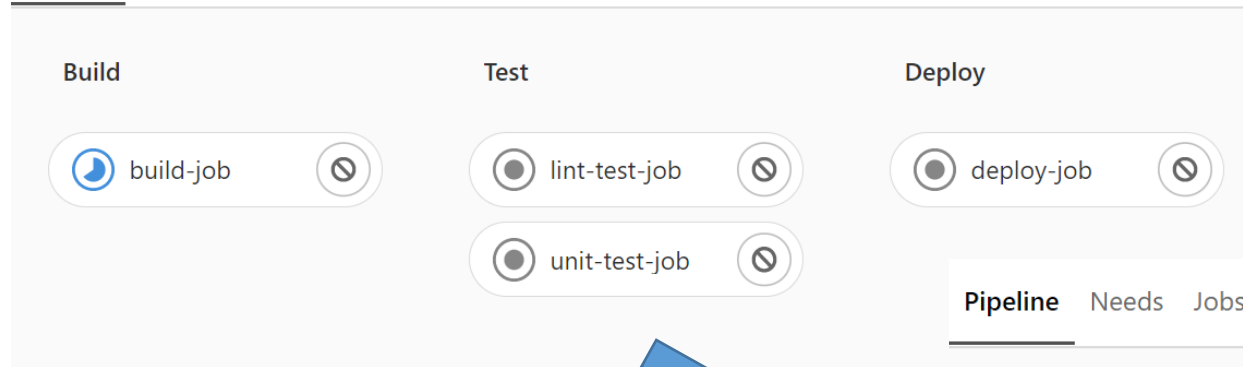 Build Test Deploy
build-job lint-test-job deploy-job
unit-test-job
Pipeline Needs Jobs